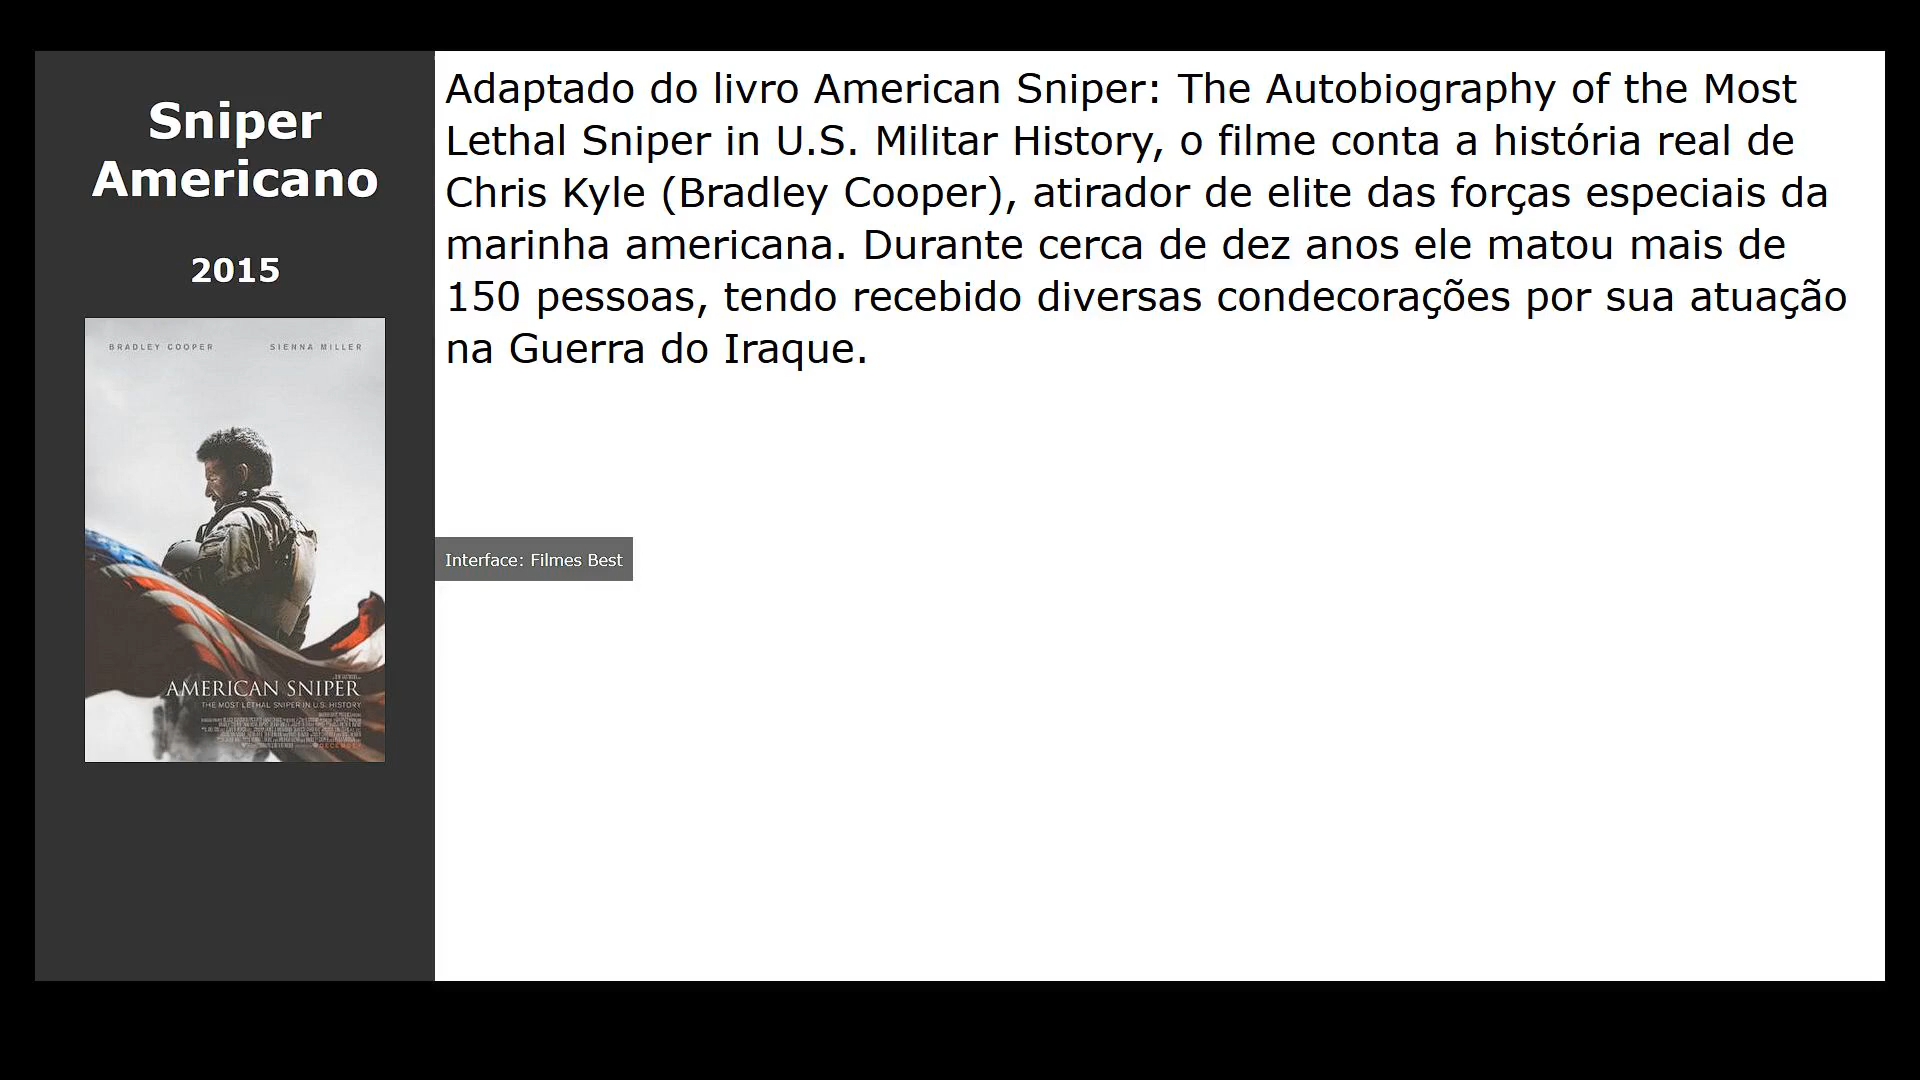 Sniper
Americano
2015
BRADLEY COOPER SIENNA MILLER
AMERICAN SNIPER
THE MOST LETHAL SNIPER IN U.S. HISTORY
DECEMBER
Adaptado do livro American Sniper: The Autobiography of the Most
Lethal Sniper in U.S. Militar History, o filme conta a história real de
Chris Kyle (Bradley Cooper), atirador de elite das forças especiais da
marinha americana. Durante cerca de dez anos ele matou mais de
150 pessoas, tendo recebido diversas condecorações por sua atuação
na Guerra do Iraque.
Interface: Filmes Best